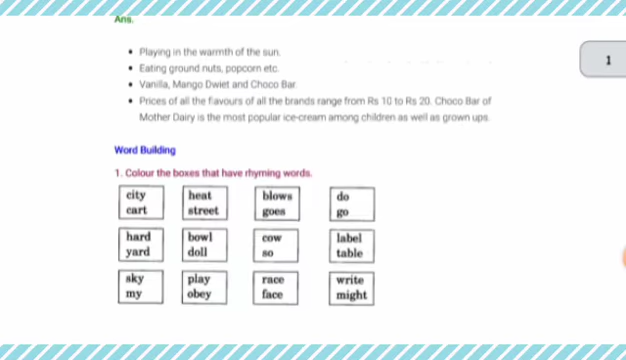 Ans.
• Playing in the warmth of the sun.
• Eating ground nuts, popcorn etc.
• Vanilla, Mango Dwiet and Choco Bar
• Prices of all the flavours of all the brands range from Rs 10 to Rs 20. Choco Bar of
Mother Dairy is the most popular ice-cream among children as well as grown ups.
1
Word Building
1. Colour the boxes that have rhyming words.
city heat blows do
cart street goes go
hard bowl cow label
yard doll so table
sky play race write
my obey face might